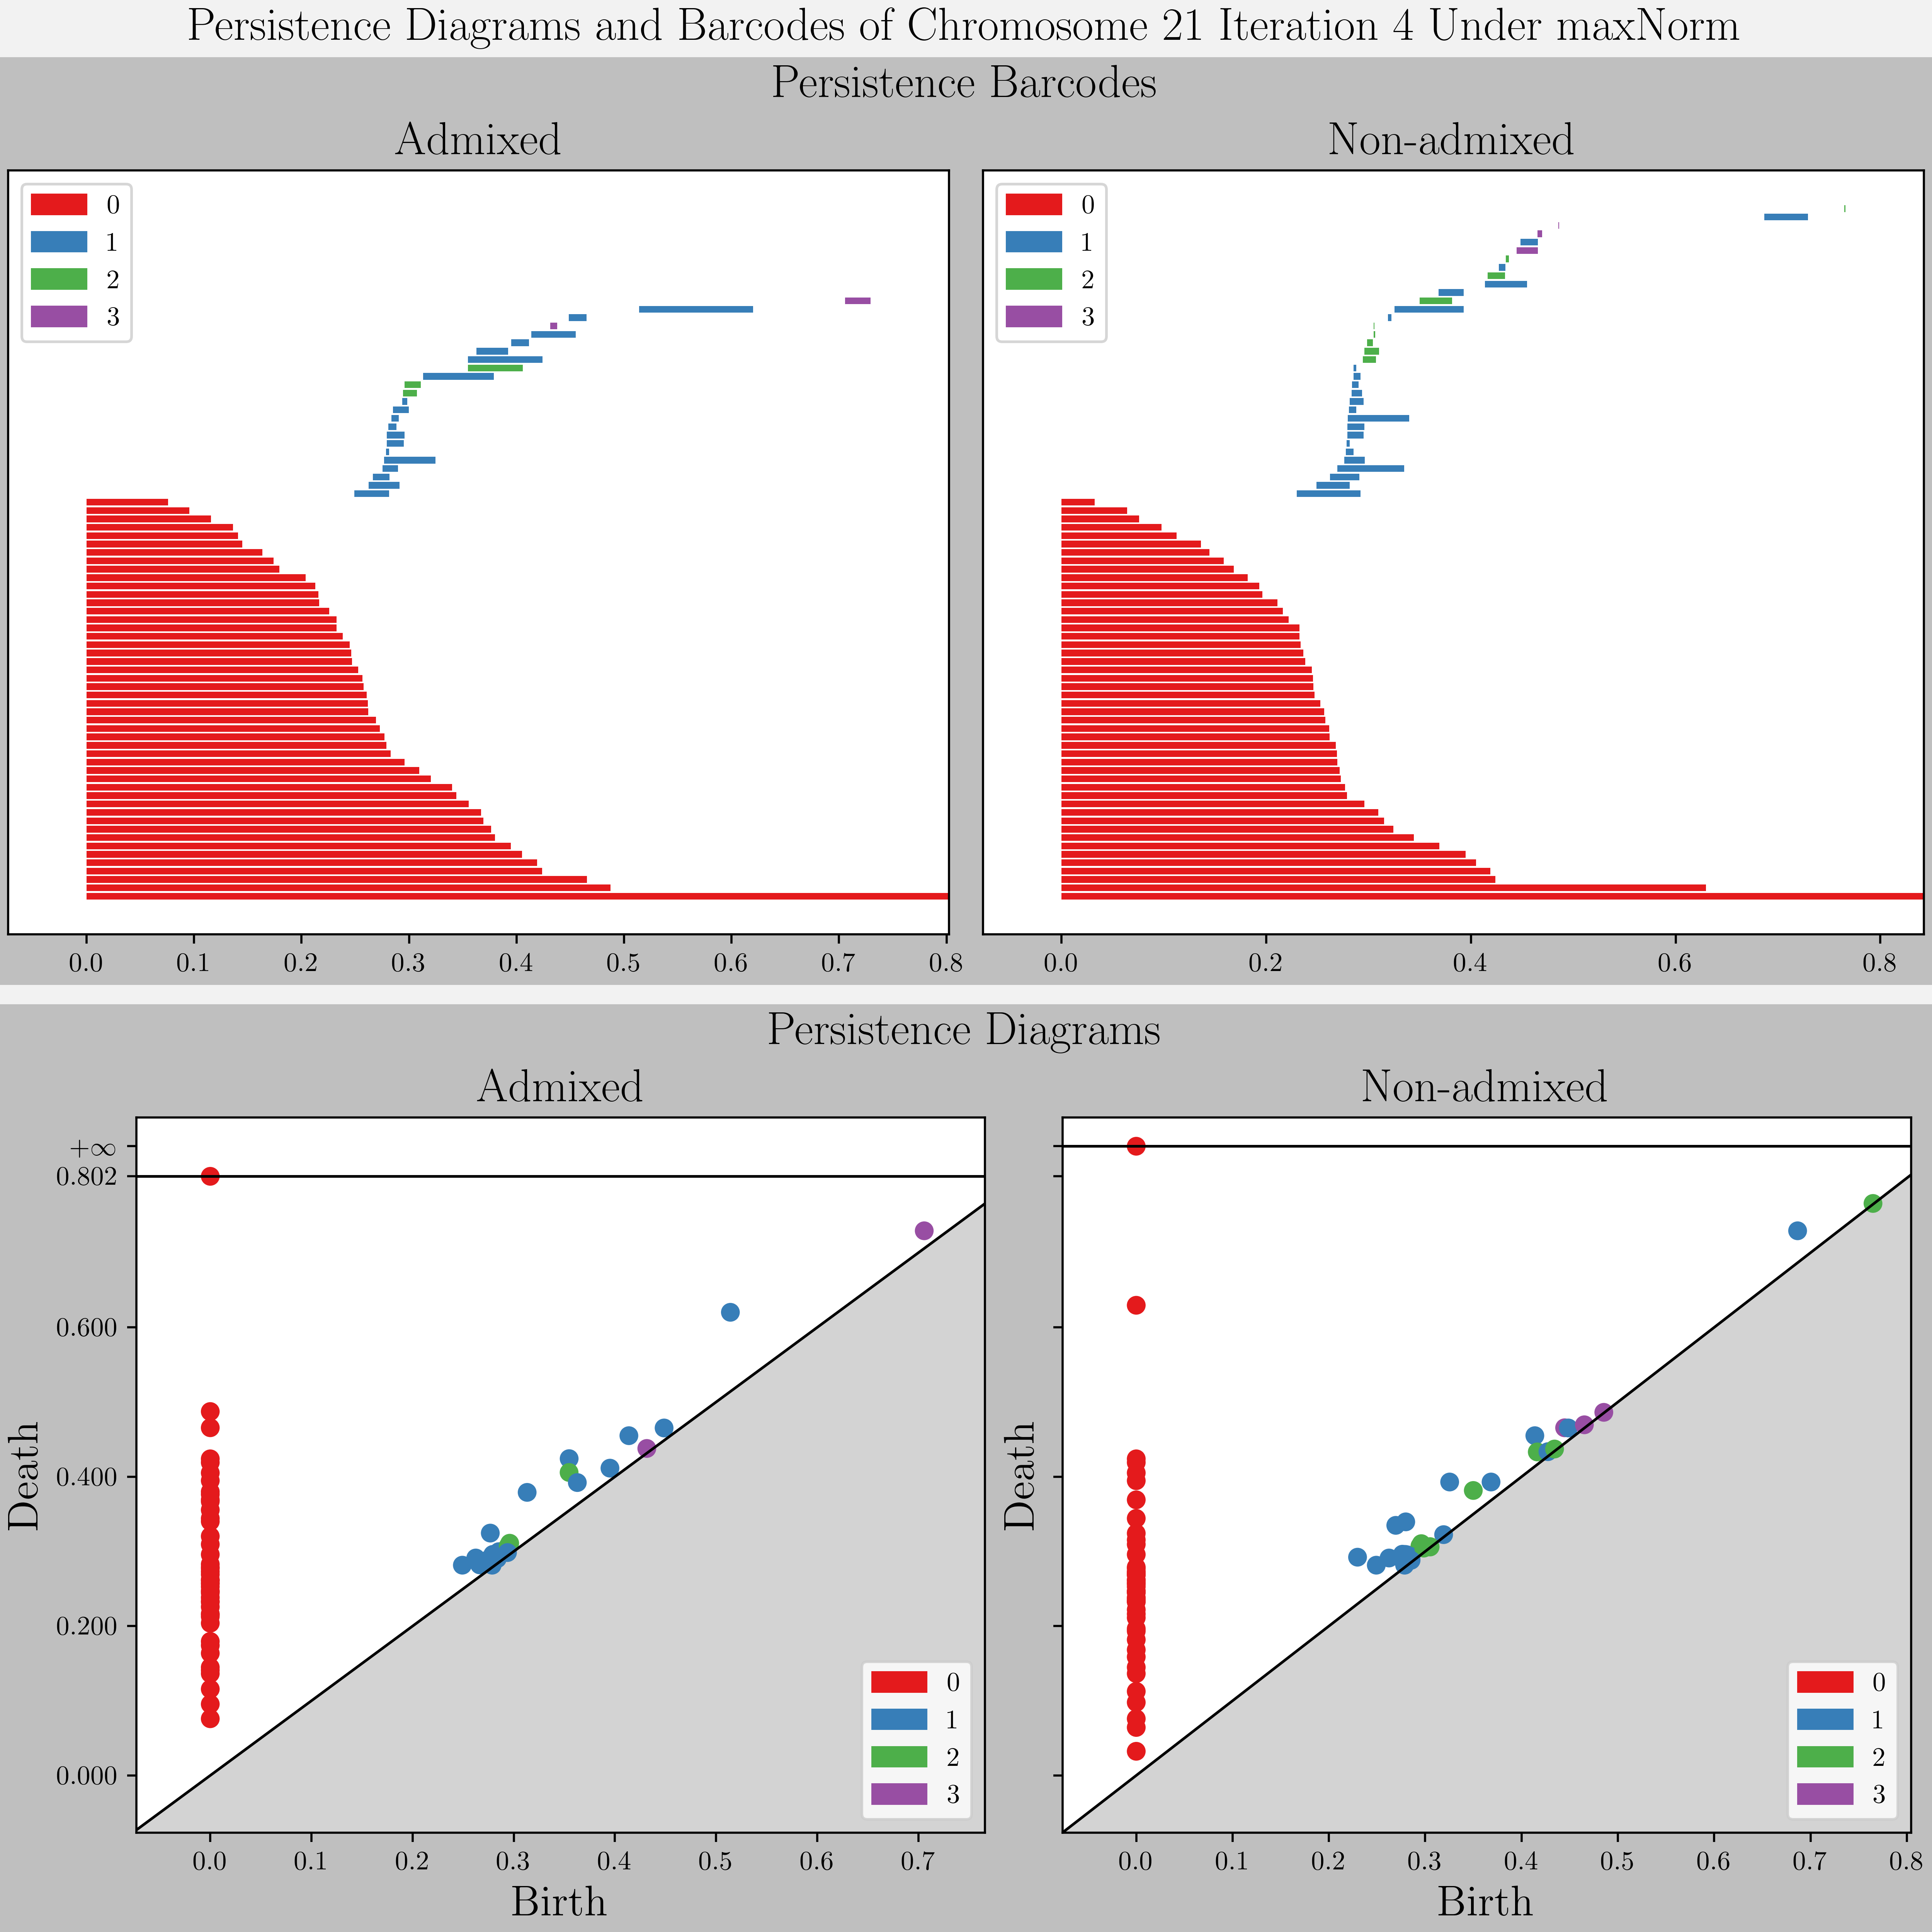 Persistence Diagrams and Barcodes of Chromosome 21 Iteration 4 Under maxNorm
Persistence Barcodes
Admixed
0
1
2
3
0.0 0.1 0.2 0.3 0.4 0.5 0.6 0.7 0.8
Non-admixed
0
1
2
3
0.0 0.2 0.4 0.6 0.8
Persistence Diagrams
Admixed
+∞
0.802
0.600
0.400
0.200
0.000
Death
0
1
2
3
0.0 0.1 0.2 0.3 0.4 0.5 0.6 0.7
Birth
Non-admixed
Death
0
1
2
3
0.0 0.1 0.2 0.3 0.4 0.5 0.6 0.7 0.8
Birth